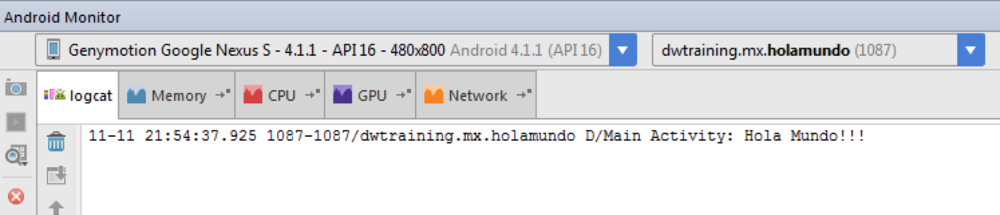 Android Monitor
Genymotion Google Nexus S - 4.1.1 - API 16 - 480x800 Android 4.1.1 (API 16) dwtraining.mx.holamundo (1087)
logcat Memory CPU GPU Network
11-11 21:54:37.925 1087-1087/dwtraining.mx.holamundo D/Main Activity: Hola Mundo!!!